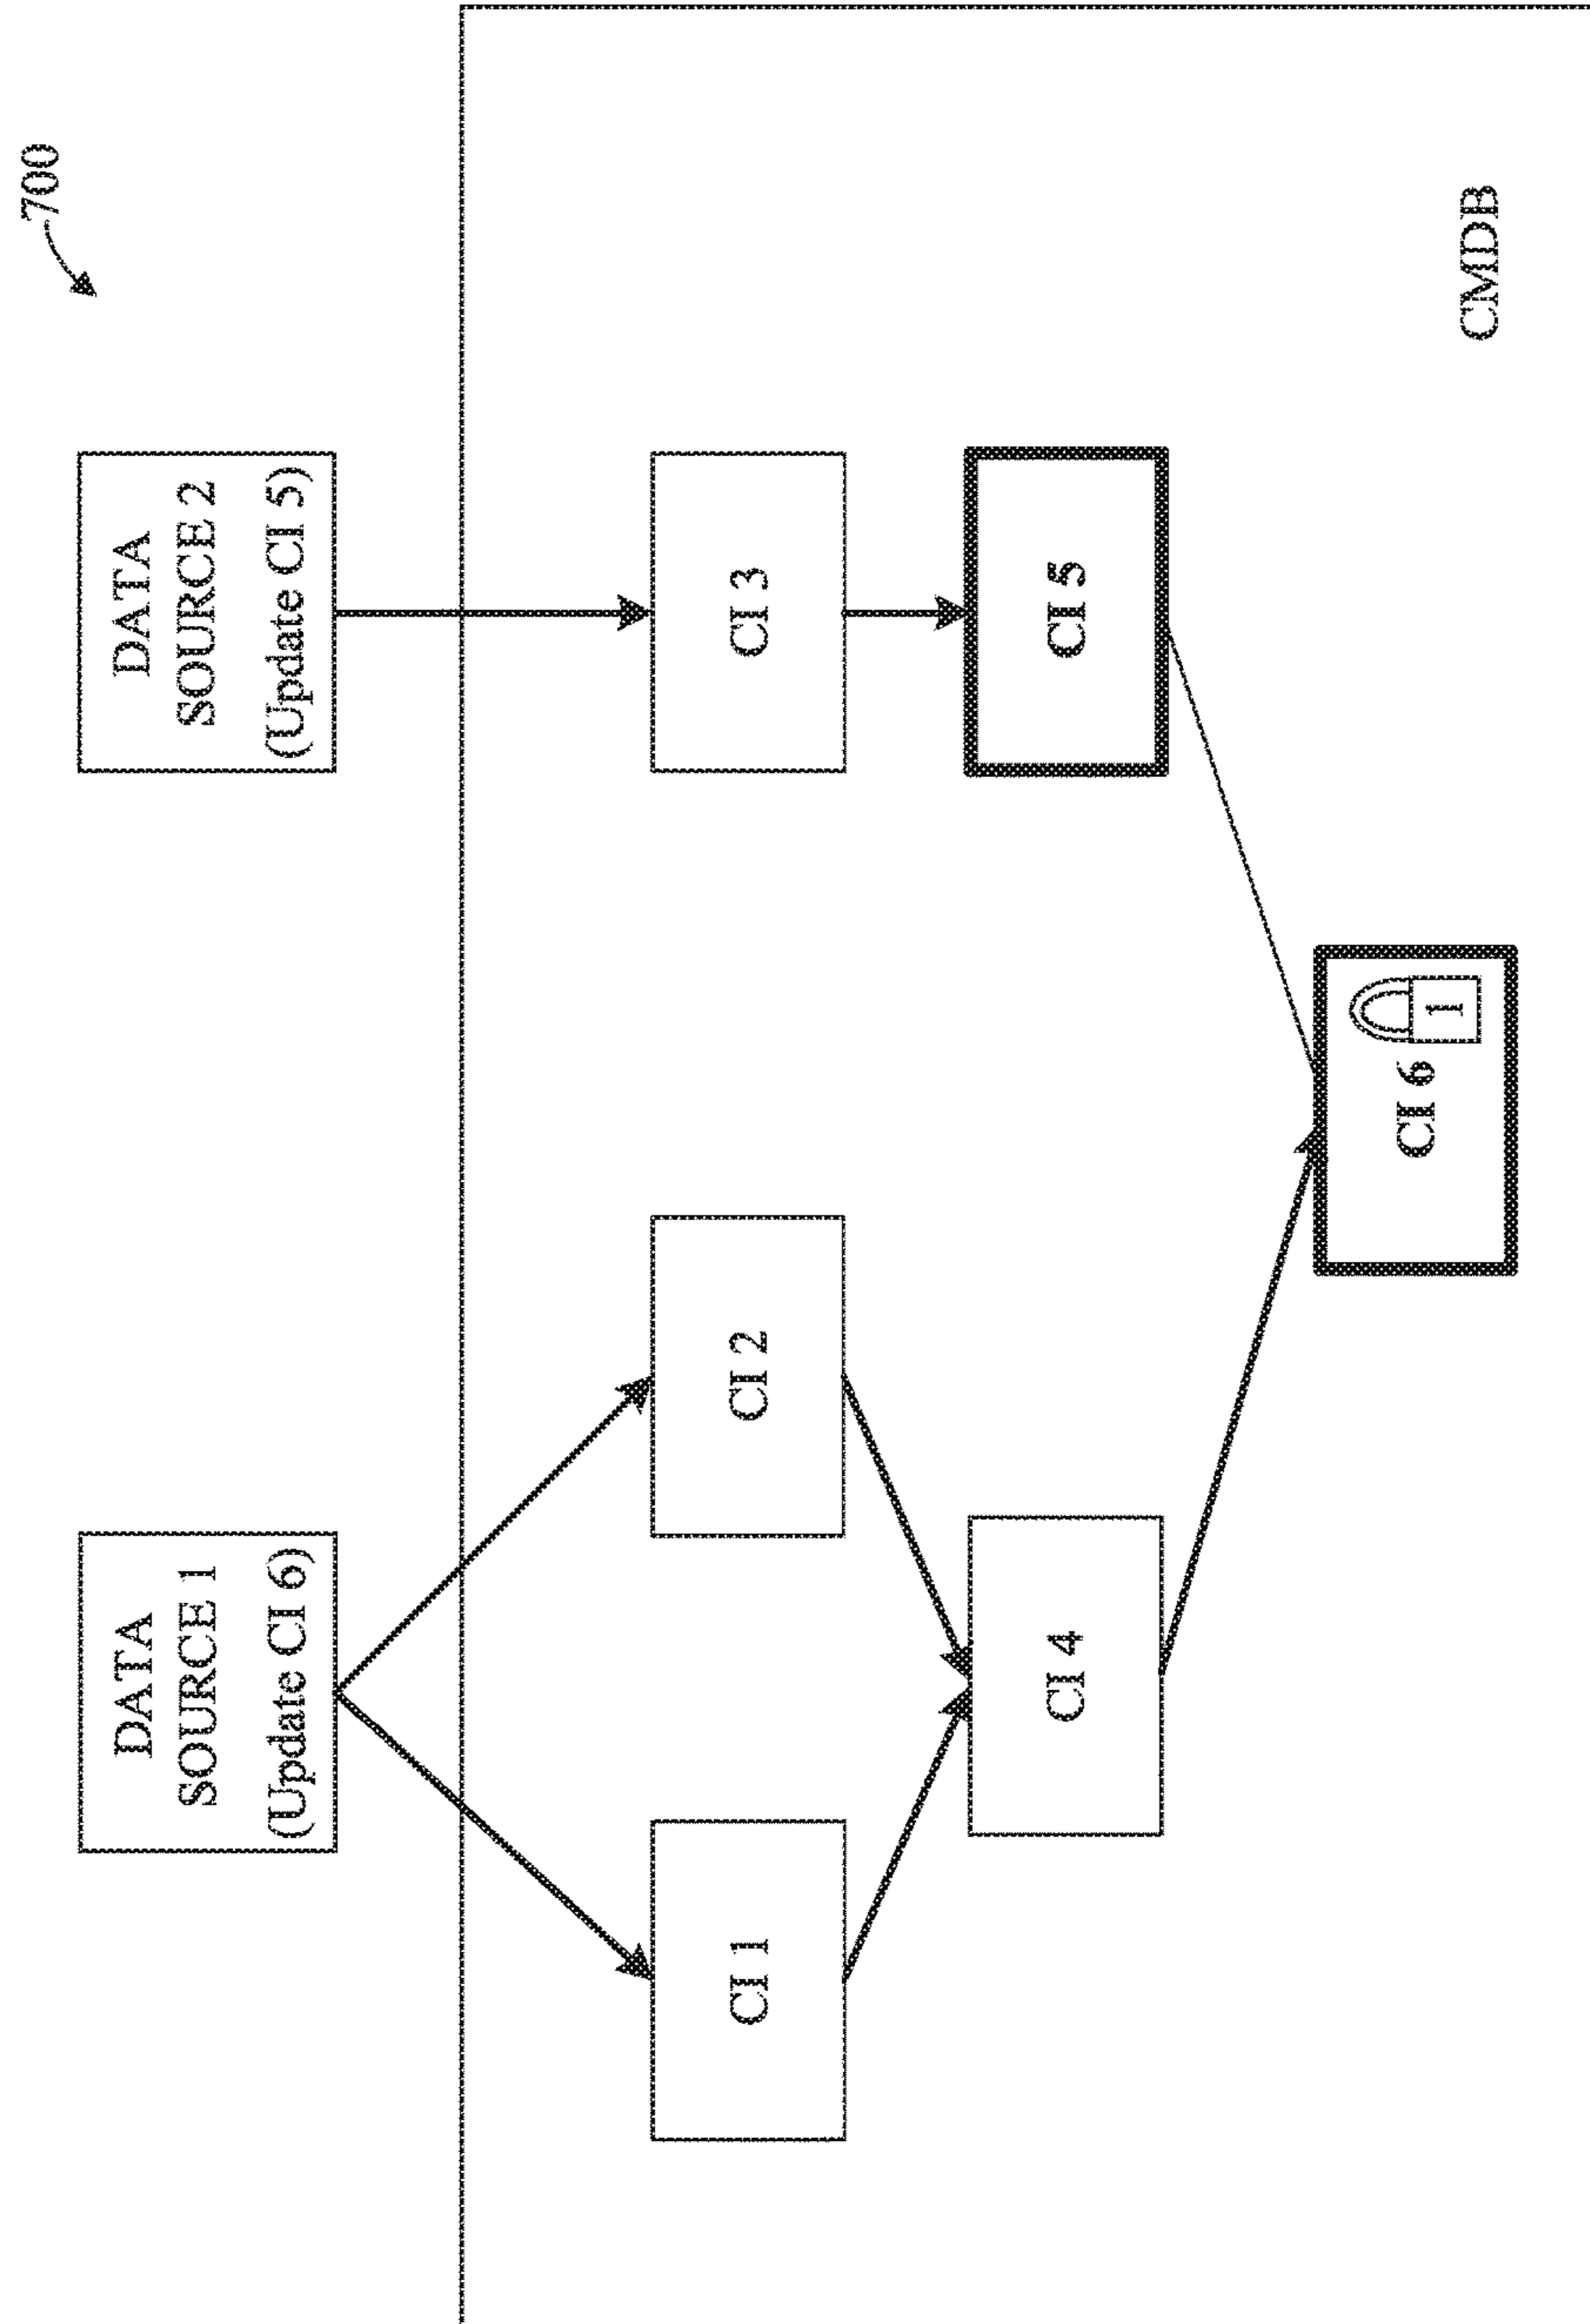 700
DATA
SOURCE 1
(Update CI 6)
DATA
SOURCE 2
(Update CI 5)
CI 1
CI 2
CI 3
CI 4
CI 5
CI 6
1
CMDB